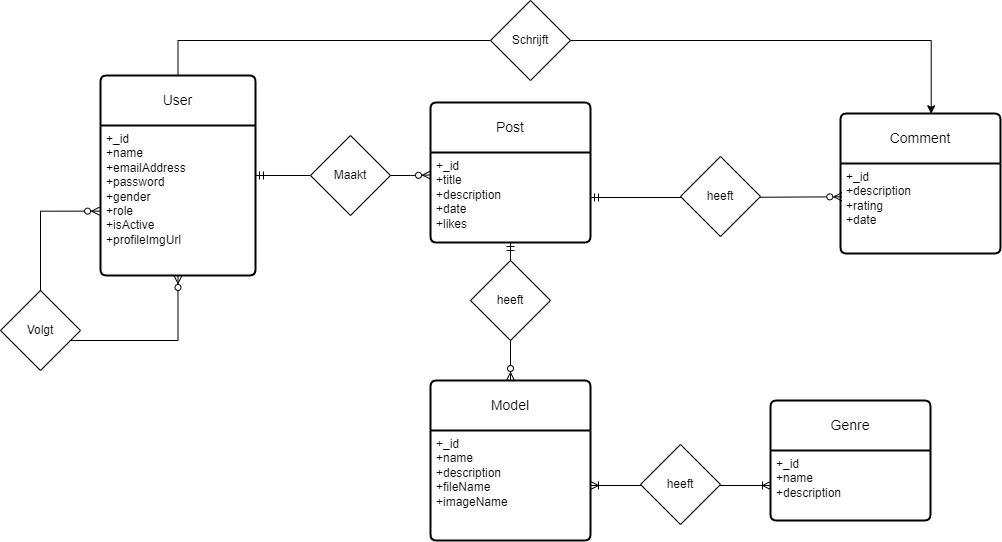 Schrijft
User
+_id
+name
+emailAddress
+password
+gender
+role
+isActive
+profileImgUrl
Maakt
Post
+_id
+title
+description
+date
+likes
heeft
Comment
+_id
+description
+rating
+date
Volgt
heeft
Model
+_id
+name
+description
+fileName
+imageName
heeft
Genre
+_id
+name
+description